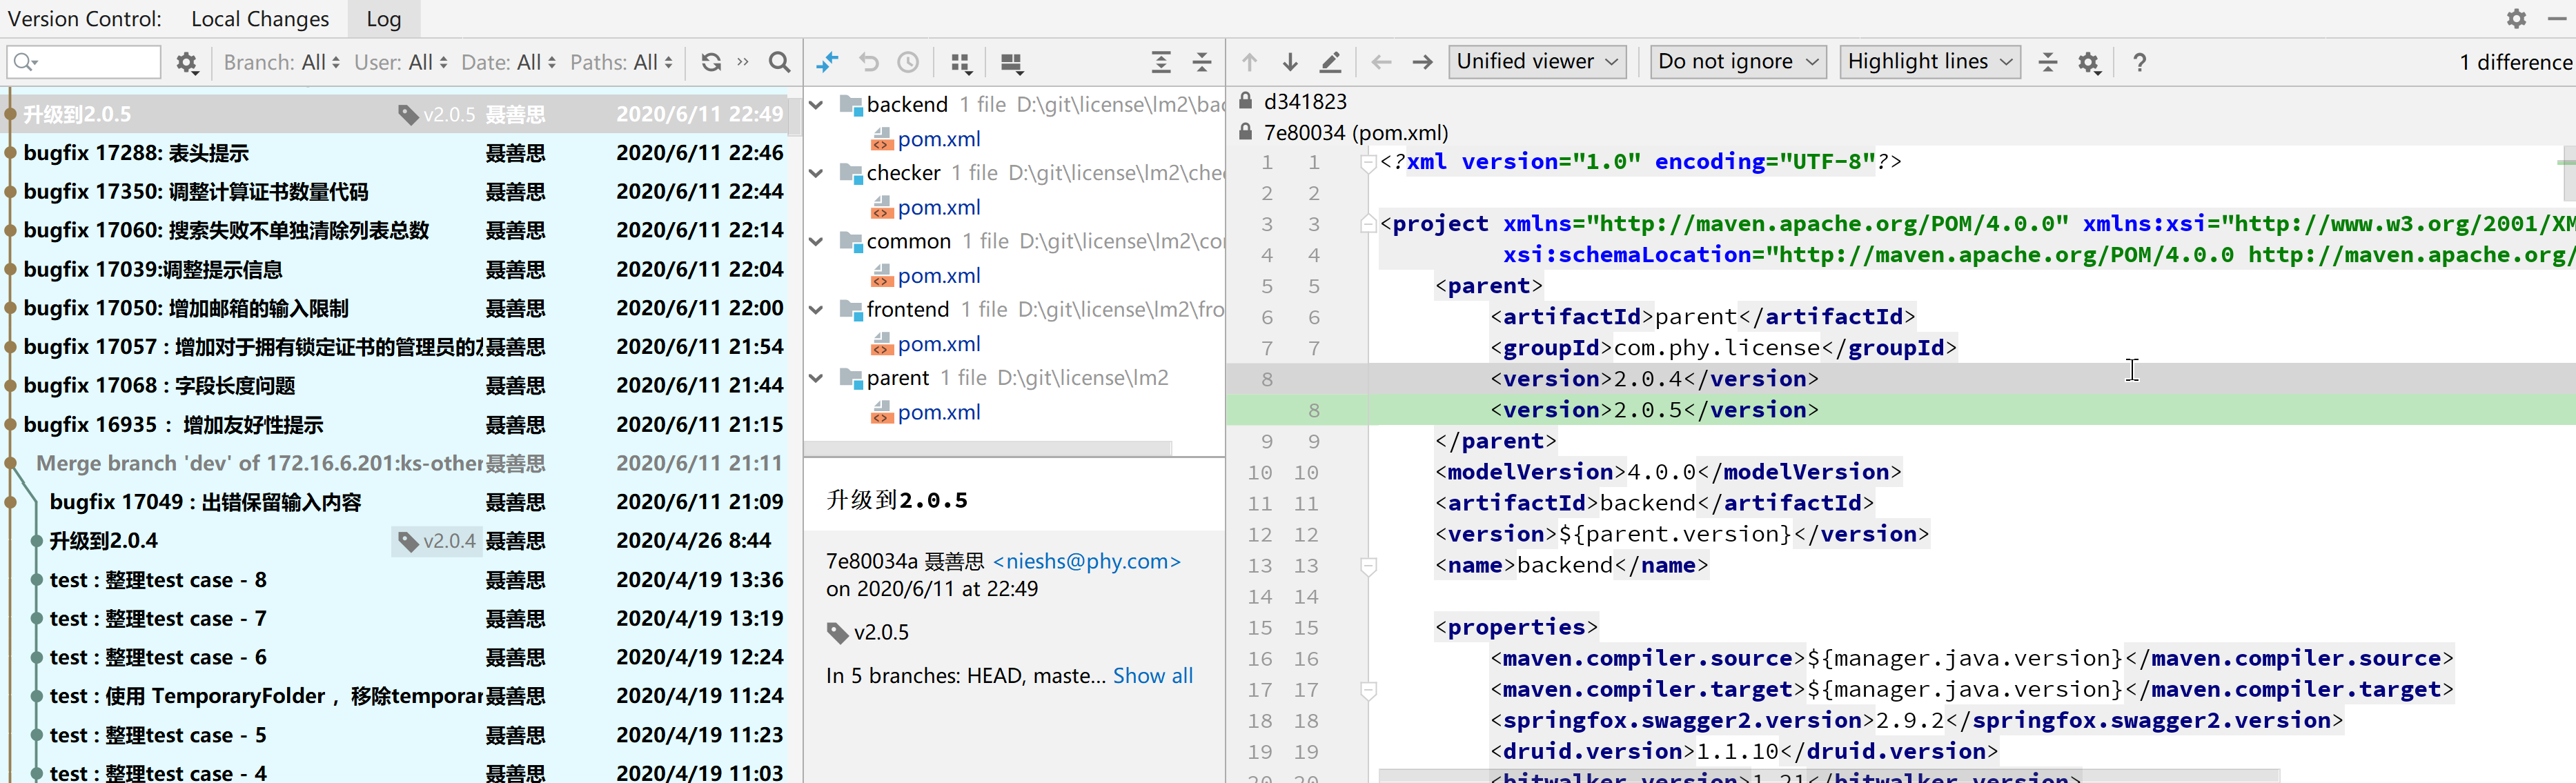 Version Control: Local Changes Log
Branch: All User: All Date: All Paths: All »
升级到2.0.5 v2.0.5 聂善思 2020/6/11 22:49
bugfix 17288: 表头提示 聂善思 2020/6/11 22:46
bugfix 17350: 调整计算证书数量代码 聂善思 2020/6/11 22:44
bugfix 17060: 搜索失败不单独清除列表总数 聂善思 2020/6/11 22:14
bugfix 17039:调整提示信息 聂善思 2020/6/11 22:04
bugfix 17050: 增加邮箱的输入限制 聂善思 2020/6/11 22:00
bugfix 17057 : 增加对于拥有锁定证书的管理员的 聂善思 2020/6/11 21:54
bugfix 17068 : 字段长度问题 聂善思 2020/6/11 21:44
bugfix 16935 : 增加友好性提示 聂善思 2020/6/11 21:15
Merge branch 'dev' of 172.16.6.201:ks-other 聂善思 2020/6/11 21:11
bugfix 17049 : 出错保留输入内容 聂善思 2020/6/11 21:09
升级到2.0.4 v2.0.4 聂善思 2020/4/26 8:44
test : 整理test case - 8 聂善思 2020/4/19 13:36
test : 整理test case - 7 聂善思 2020/4/19 13:19
test : 整理test case - 6 聂善思 2020/4/19 12:24
test : 使用 TemporaryFolder ，移除temporar 聂善思 2020/4/19 11:24
test : 整理test case - 5 聂善思 2020/4/19 11:23
test : 整理test case - 4 聂善思 2020/4/19 11:03
backend 1 file D:\git\license\lm2\bac
pom.xml
checker 1 file D:\git\license\lm2\che
pom.xml
common 1 file D:\git\license\lm2\cor
pom.xml
frontend 1 file D:\git\license\lm2\fro
pom.xml
parent 1 file D:\git\license\lm2
pom.xml
升级到2.0.5
7e80034a 聂善思 <nieshs@phy.com>
on 2020/6/11 at 22:49
v2.0.5
In 5 branches: HEAD, maste... Show all
Unified viewer Do not ignore Highlight lines ? 1 difference
d341823
7e80034 (pom.xml)
1 1 <?xml version="1.0" encoding="UTF-8"?>
2 2
3 3 <project xmlns="http://maven.apache.org/POM/4.0.0" xmlns:xsi="http://www.w3.org/2001/XM
4 4 xsi:schemaLocation="http://maven.apache.org/POM/4.0.0 http://maven.apache.org/
5 5 <parent>
6 6 <artifactId>parent</artifactId>
7 7 <groupId>com.phy.license</groupId>
8 <version>2.0.4</version>
8 <version>2.0.5</version>
9 9 </parent>
10 10 <modelVersion>4.0.0</modelVersion>
11 11 <artifactId>backend</artifactId>
12 12 <version>${parent.version}</version>
13 13 <name>backend</name>
14 14
15 15 <properties>
16 16 <maven.compiler.source>${manager.java.version}</maven.compiler.source>
17 17 <maven.compiler.target>${manager.java.version}</maven.compiler.target>
18 18 <springfox.swagger2.version>2.9.2</springfox.swagger2.version>
19 19 <druid.version>1.1.10</druid.version>
20 20 <bitwalker.version>1.21</bitwalker.version>